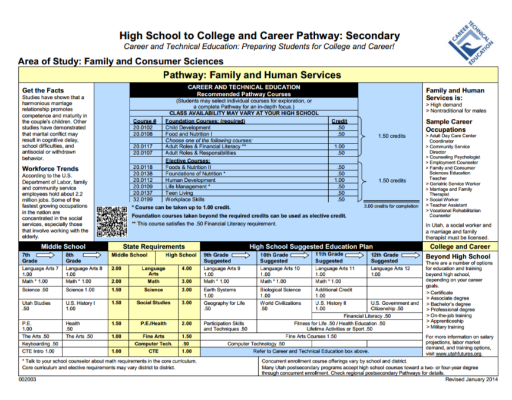 High School to College and Career Pathway: Secondary
Career and Technical Education: Preparing Students for College and Career!
CAREER AND TECHNICAL EDUCATION
Area of Study: Family and Consumer Sciences
Pathway: Family and Human Services
Get the Facts
Studies have shown that a
harmonious marriage
relationship promotes
competence and maturity in
the couple's children. Other
studies have demonstrated
that marital conflict may
result in cognitive delay,
school difficulties, and
antisocial or withdrawn
behavior.
Workforce Trends
According to the U.S.
Department of Labor, family
and community service
employees held about 2.2
million jobs. Some of the
fastest growing occupations
in the nation are
concentrated in the social
services, especially those
that involve working with the
elderly.
CAREER AND TECHNICAL EDUCATION
Recommended Pathway Courses
(Students may select individual courses for exploration, or
a complete Pathway for an in-depth focus.)
CLASS AVAILABILITY MAY VARY AT YOUR HIGH SCHOOL
Course # Foundation Courses: (required) Credit
20.0102 Child Development .50
20.0108 Food and Nutrition I .50
Choose one of the following courses:
20.0117 Adult Roles & Financial Literacy ** 1.00
20.0107 Adult Roles & Responsibilities .50
1.50 credits
Elective Courses:
20.0118 Foods & Nutrition II .50
20.0138 Foundations of Nutrition * .50
20.0112 Human Development 1.00
20.0109 Life Management * .50
20.0137 Teen Living .50
32.0199 Workplace Skills .50
1.50 credits
3.00 credits for completion
* Course can be taken up to 1.00 credit.
Foundation courses taken beyond the required credits can be used as elective credit.
** This course satisfies the .50 Financial Literacy requirement.
Family and Human
Services is:
> High demand
> Nontraditional for males
Sample Career
Occupations
> Adult Day Care Center
Coordinator
> Community Service
Director
> Counseling Psychologist
> Employment Counselor
> Family and Consumer
Sciences Education
Teacher
> Geriatric Service Worker
> Marriage and Family
Therapist
> Social Worker
> Teacher Assistant
> Vocational Rehabilitation
Counselor
In Utah, a social worker and
a marriage and family
therapist must be licensed.
Middle School State Requirements High School Suggested Education Plan College and Career
7th Grade 8th Grade Middle School High School 9th Grade Suggested 10th Grade Suggested 11th Grade Suggested 12th Grade Suggested
Language Arts 7 1.00 Language Arts 8 1.00 2.00 Language Arts 4.00 Language Arts 9 1.00 Language Arts 10 1.00 Language Arts 11 1.00 Language Arts 12 1.00
Math * 1.00 Math * 1.00 2.00 Math 3.00 Math * 1.00 Math * 1.00 Math * 1.00
Science .50 Science 1.00 1.50 Science 3.00 Earth Systems 1.00 Biological Science 1.00 Additional Credit 1.00
Utah Studies .50 U.S. History I 1.00 1.50 Social Studies 3.00 Geography for Life .50 World Civilizations .50 U.S. History II 1.00 U.S. Government and Citizenship .50
Financial Literacy .50
P.E. 1.00 Health .50 1.50 P.E./Health 2.00 Participation Skills and Techniques .50 Fitness for Life .50 / Health Education .50
Lifetime Activities or Sport .50
The Arts .50 The Arts .50 1.00 Fine Arts 1.50 Fine Arts Courses 1.50
Keyboarding .50 Computer Tech .50 Computer Technology .50
CTE Intro 1.00 1.00 CTE 1.00 Refer to Career and Technical Education box above.
Beyond High School
There are a number of options
for education and training
beyond high school,
depending on your career
goals.
> Certificate
> Associate degree
> Bachelor's degree
> Professional degree
> On-the-job training
> Apprenticeship
> Military training
For more information on salary
projections, labor market
demand, and training options,
visit www.utahfutures.org.
* Talk to your school counselor about math requirements in the core curriculum.
Core curriculum and elective requirements may vary district to district.
Concurrent enrollment course offerings vary by school and district.
Many Utah postsecondary programs accept high school courses toward a two- or four-year degree
through concurrent enrollment. Check regional postsecondary Pathways for details.
002003
Revised January 2014